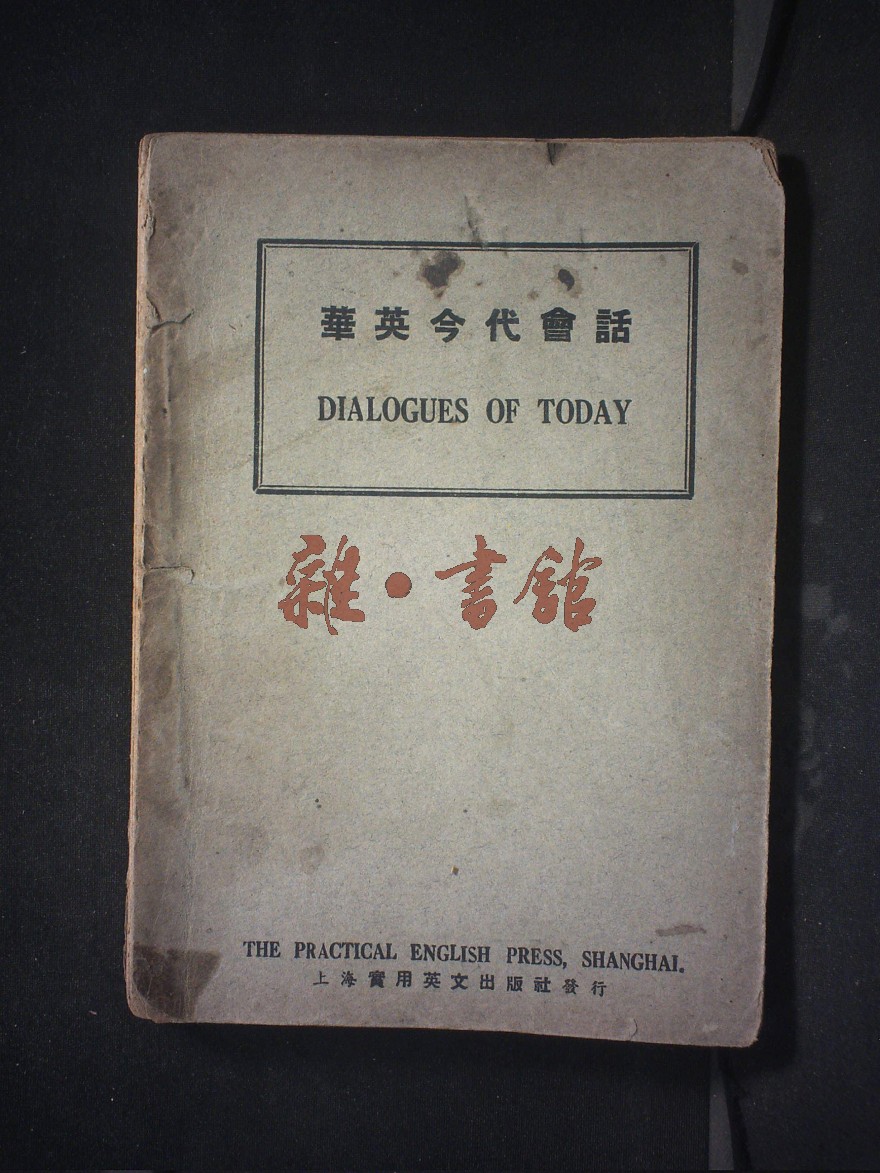 華英今代會話
DIALOGUES OF TODAY
雜·書館
THE PRACTICAL ENGLISH PRESS, SHANGHAI.
上海實用英文出版社發行